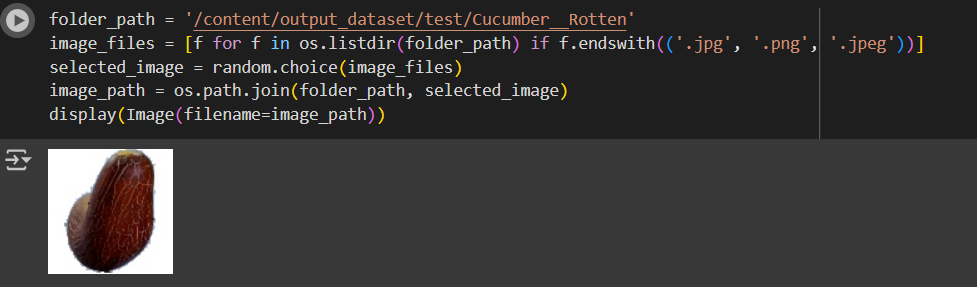 folder_path = '/content/output_dataset/test/Cucumber__Rotten'
image_files = [f for f in os.listdir(folder_path) if f.endswith(('.jpg', '.png', '.jpeg'))]
selected_image = random.choice(image_files)
image_path = os.path.join(folder_path, selected_image)
display(Image(filename=image_path))